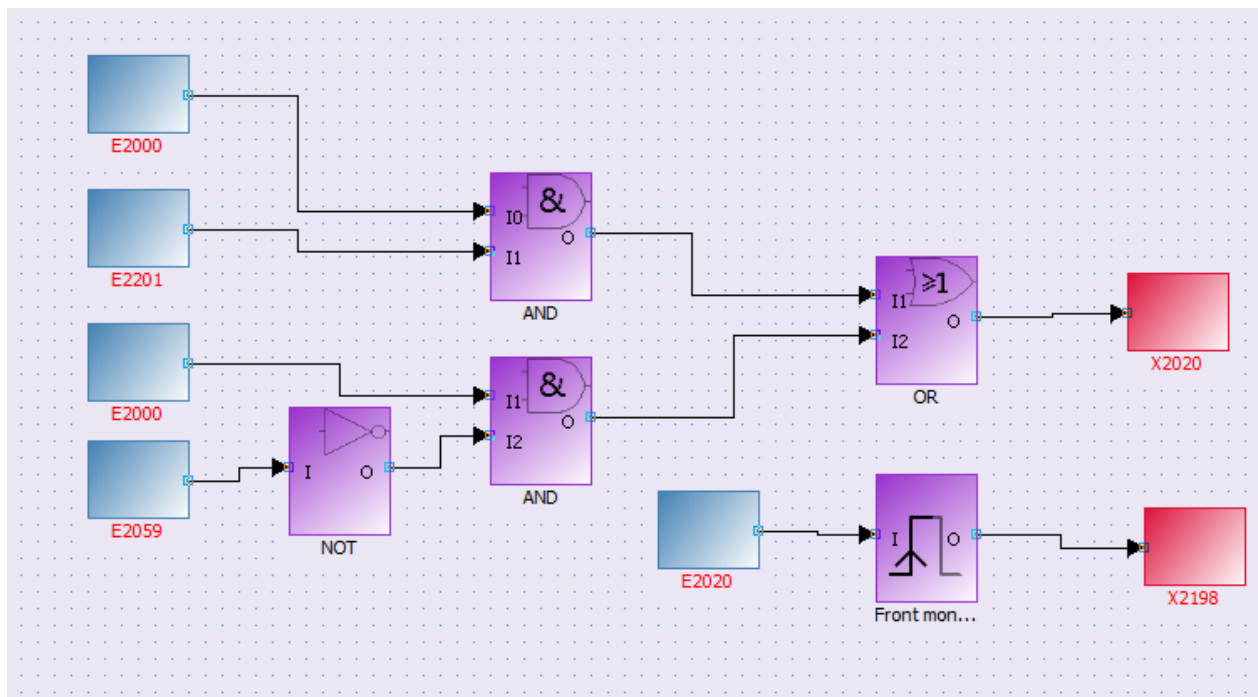 E2000
E2201
&
I0
I1
O
AND
E2000
E2059
I
O
NOT
&
I1
I2
O
AND
≥1
I1
I2
O
OR
X2020
E2020
I
O
Front mon...
X2198